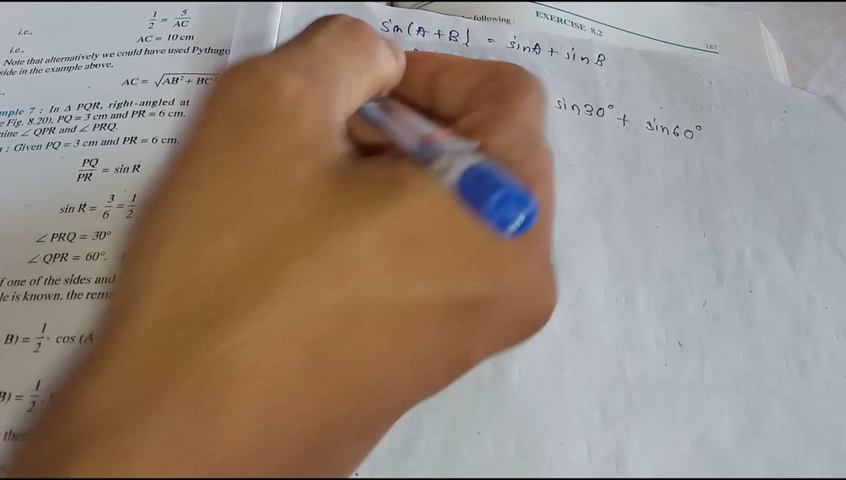 i.e.,
1/2 = 5/AC
i.e.,
AC = 10 cm
Note that alternatively we could have used Pythago
side in the example above,
AC = √AB² + BC²
mple 7 : In Δ PQR, right-angled at
e Fig. 8.20), PQ = 3 cm and PR = 6 cm.
mine ∠ QPR and ∠ PRQ.
: Given PQ = 3 cm and PR = 6 cm.
PQ/PR = sin R
sin R = 3/6 = 1/2
∠ PRQ = 30°
∠ QPR = 60°.
f one of the sides and
le is known, the rema
B) = 1/2, cos (A
B) = 1/2,
following :
EXERCISE 8.2
187
sin(A+B) = sinA + sinB
sin30° + sin60°